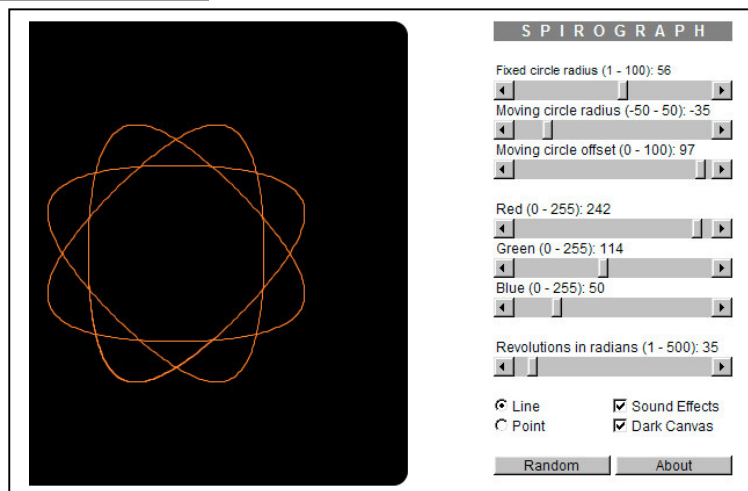 SPIROGRAPH
Fixed circle radius (1 - 100): 56
Moving circle radius (-50 - 50): -35
Moving circle offset (0 - 100): 97
Red (0 - 255): 242
Green (0 - 255): 114
Blue (0 - 255): 50
Revolutions in radians (1 - 500): 35
Line Sound Effects
Point Dark Canvas
Random About